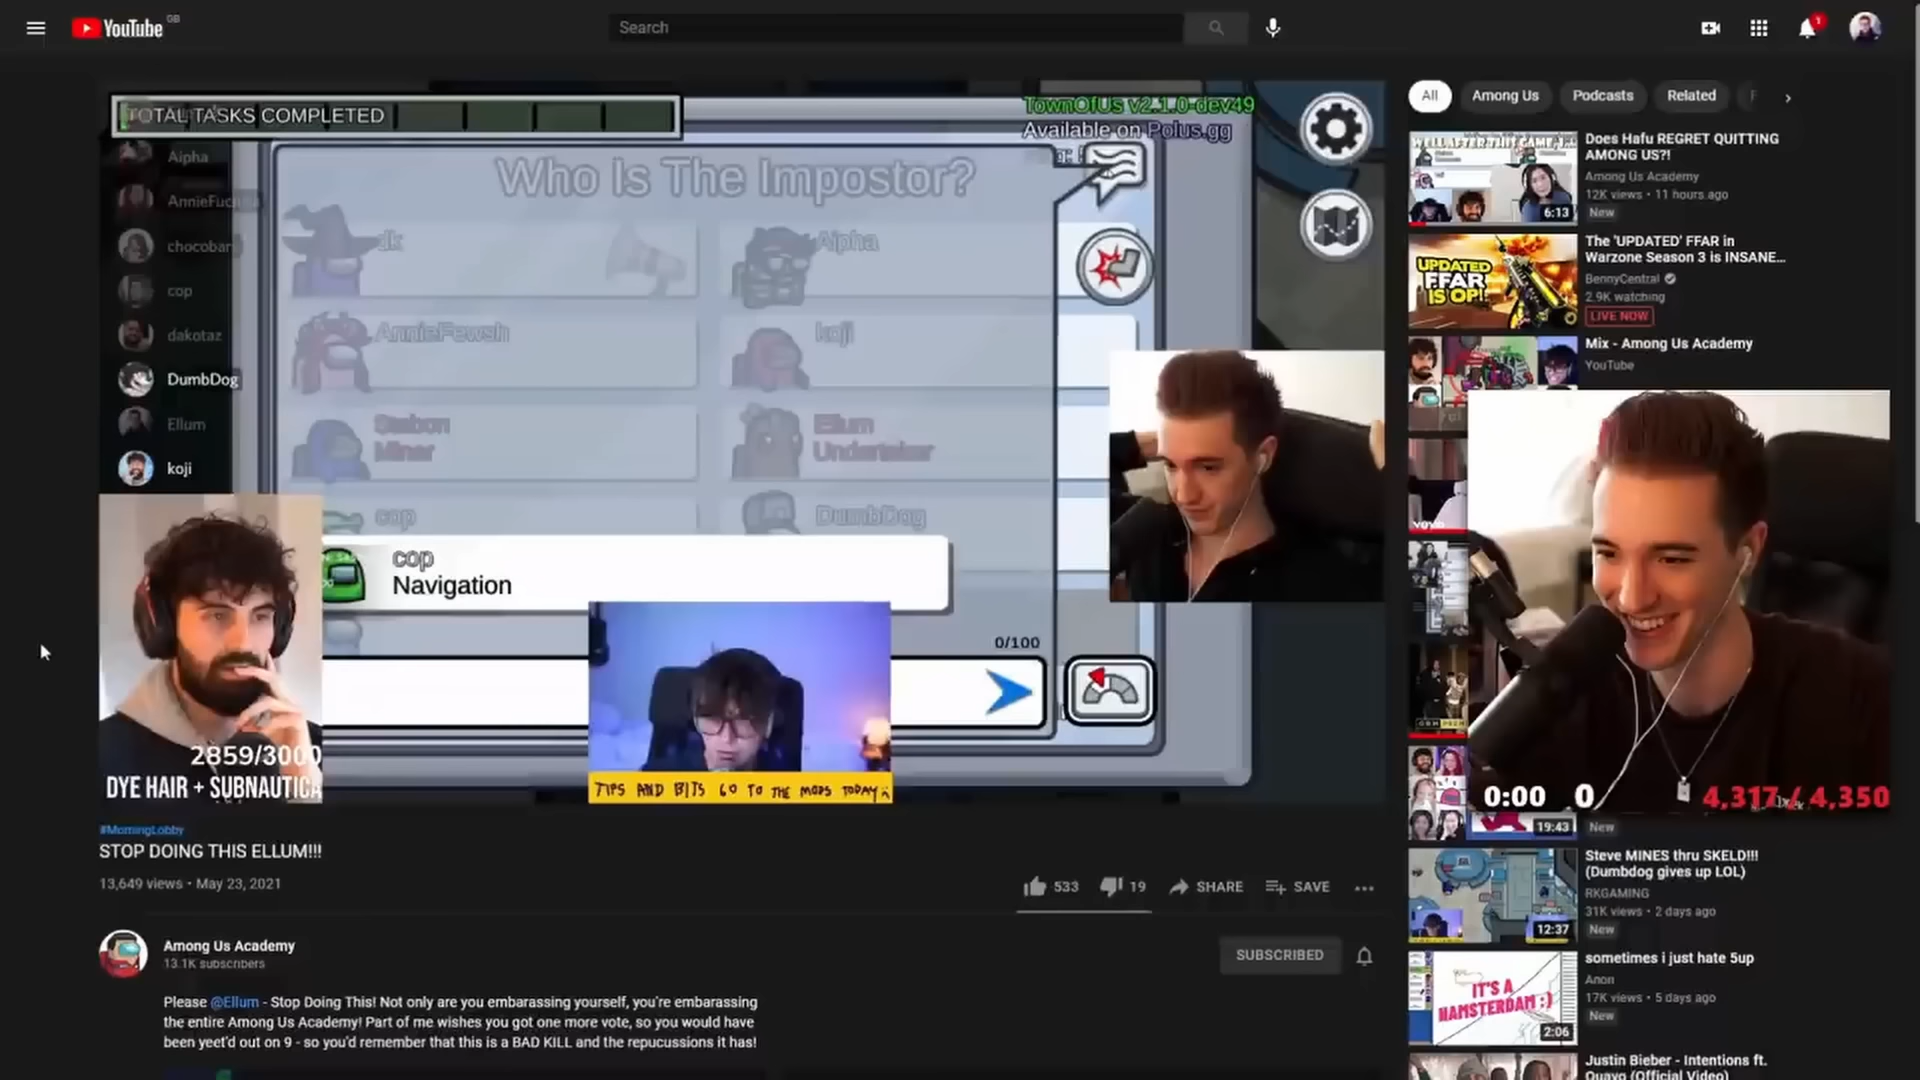 YouTube GB
Search
1
TOTAL TASKS COMPLETED
TownOfUs v2.1.0-dev49
Available on Polus.gg
Who Is The Impostor?
Aipha
chocobar
cop
dakotaz
DumbDog
Ellum
koji
dk
Aipha
AnnieFewsh
koji
Steibon
Miner
Ellum
Undertaker
cop
DumbDog
cop
Navigation
0/100
2859/3000
DYE HAIR + SUBNAUTICA
TIPS AND BITS GO TO THE MODS TODAY
0:00 0 4,317 / 4,350
#MorningLobby
STOP DOING THIS ELLUM!!!
13,649 views • May 23, 2021
533 19 SHARE SAVE
Among Us Academy
13.1K subscribers
SUBSCRIBED
Please @Ellum - Stop Doing This! Not only are you embarassing yourself, you're embarassing
the entire Among Us Academy! Part of me wishes you got one more vote, so you would have
been yeet'd out on 9 - so you'd remember that this is a BAD KILL and the repucussions it has!
All Among Us Podcasts Related
WELL AFTER THIS GAME, I...
6:13
Does Hafu REGRET QUITTING
AMONG US?!
Among Us Academy
12K views • 11 hours ago
New
UPDATED
FFAR
IS OP!!
The 'UPDATED' FFAR in
Warzone Season 3 is INSANE...
BennyCentral
2.9K watching
LIVE NOW
Mix - Among Us Academy
YouTube
vevo
19:43
New
12:37
Steve MINES thru SKELD!!!
(Dumbdog gives up LOL)
RKGAMING
31K views • 2 days ago
New
IT'S A
HAMSTERDAM :)
2:06
sometimes i just hate 5up
Anon
17K views • 5 days ago
New
Justin Bieber - Intentions ft.
Quavo (Official Video)